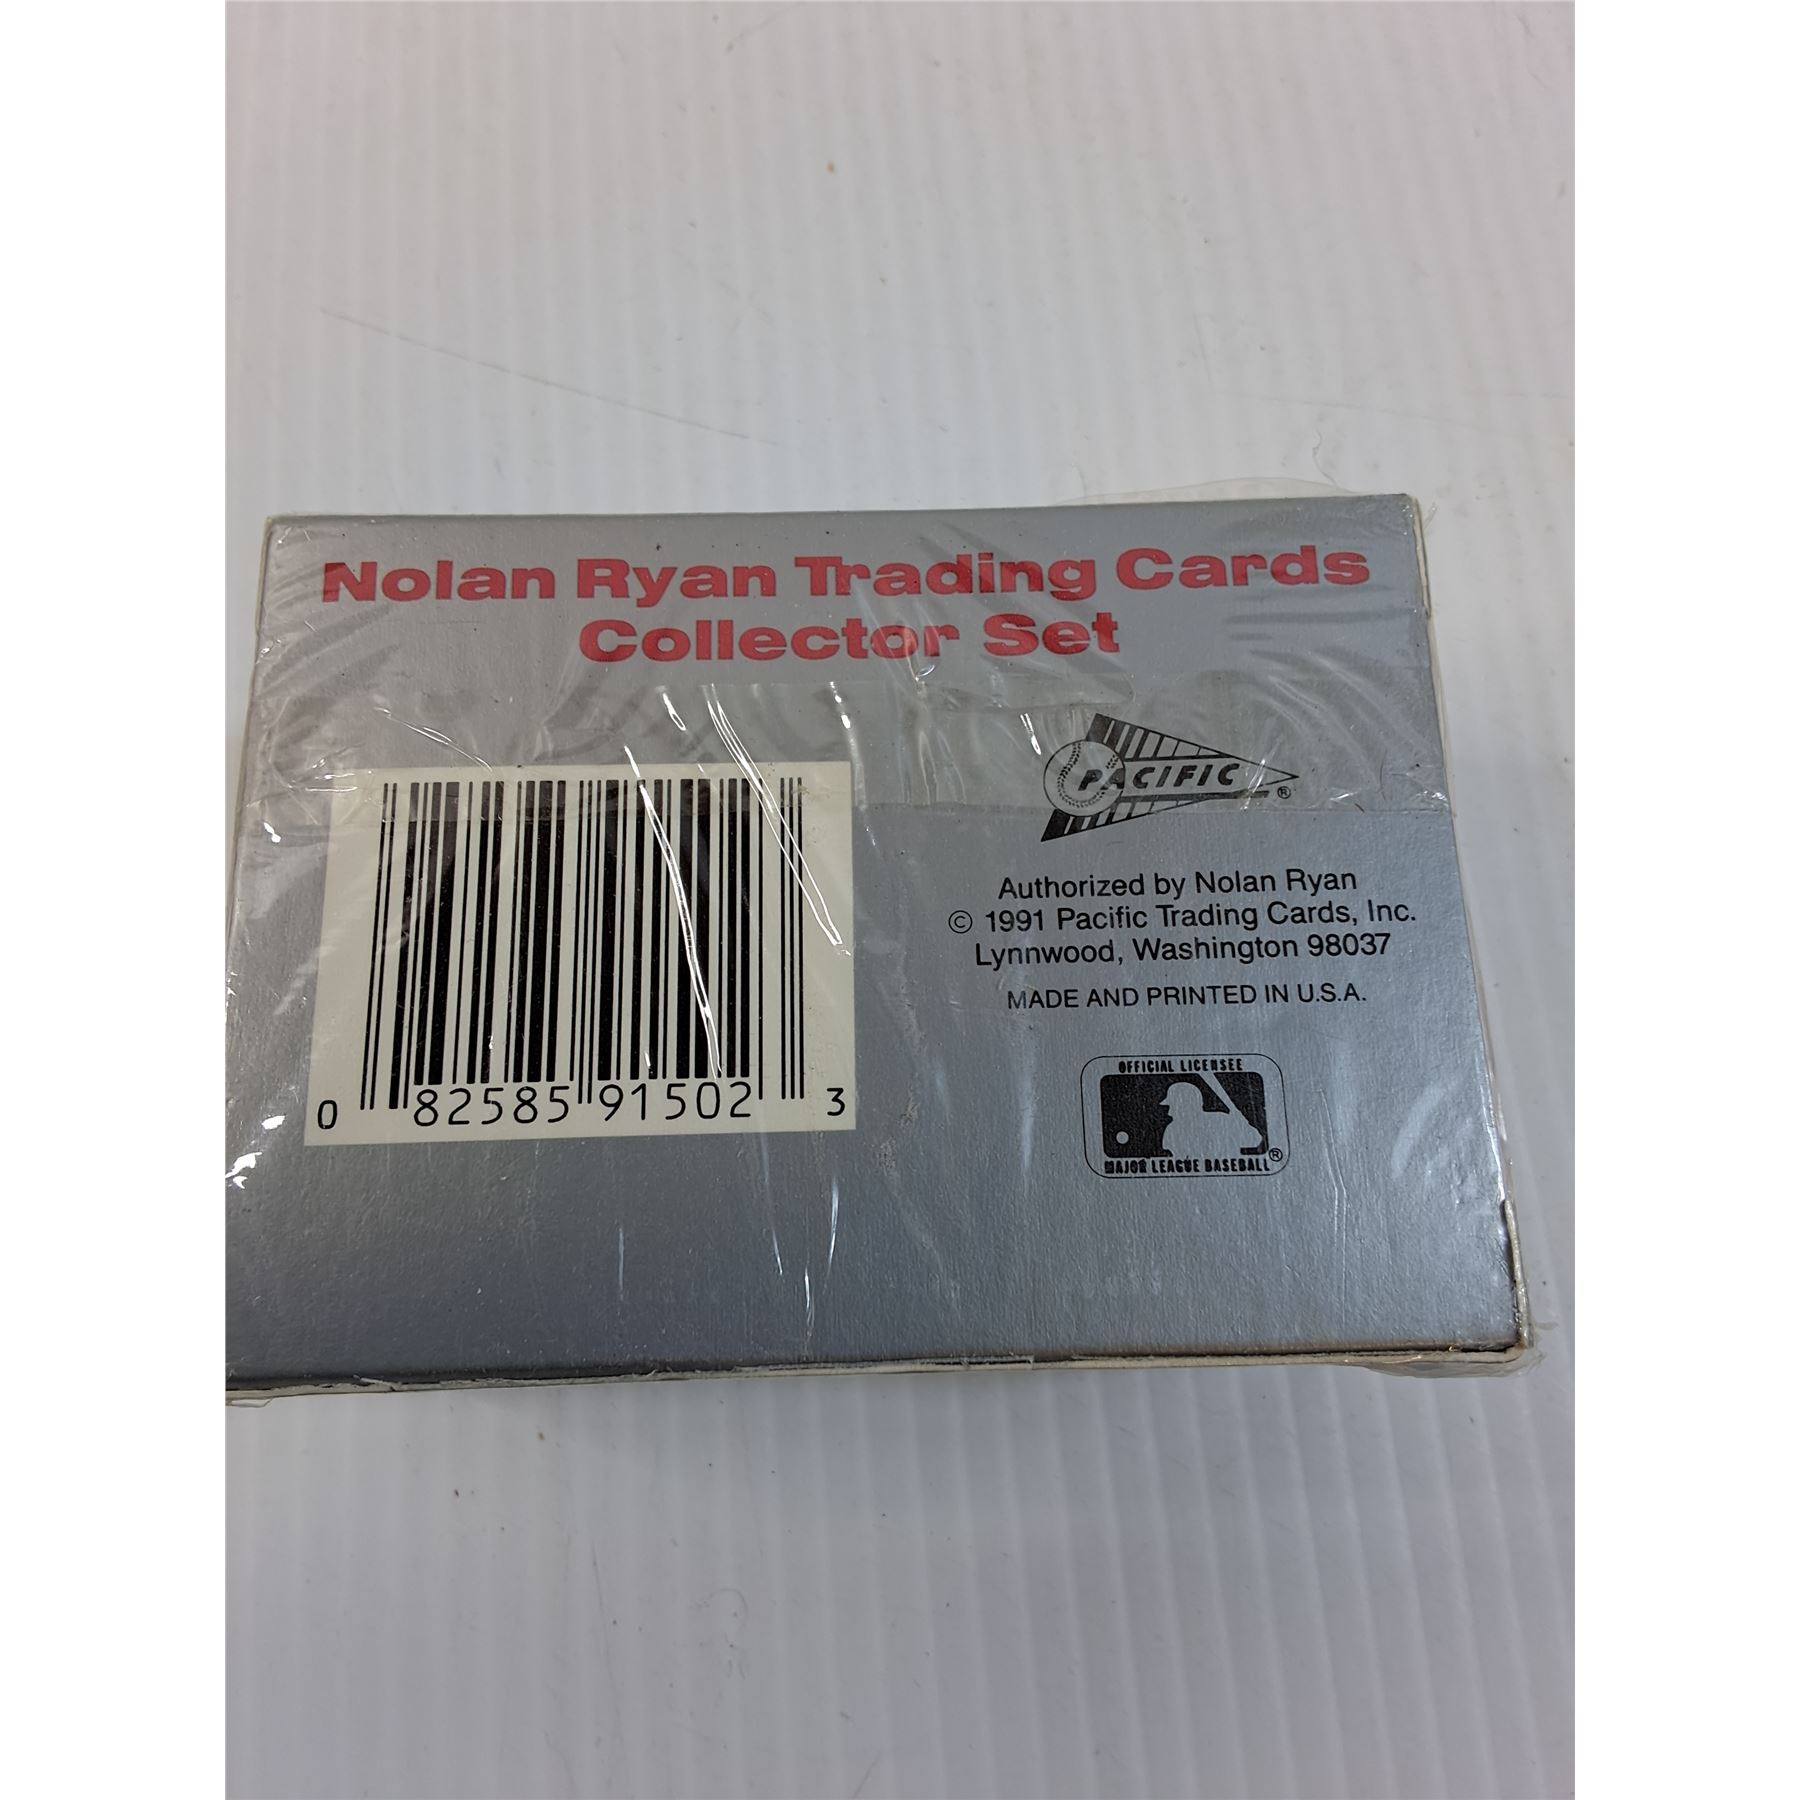 Nolan Ryan Trading Cards
Collector Set
PACIFIC ®
Authorized by Nolan Ryan
© 1991 Pacific Trading Cards, Inc.
Lynnwood, Washington 98037
MADE AND PRINTED IN U.S.A.
OFFICIAL LICENSEE
MAJOR LEAGUE BASEBALL ®
0 82585 91502 3